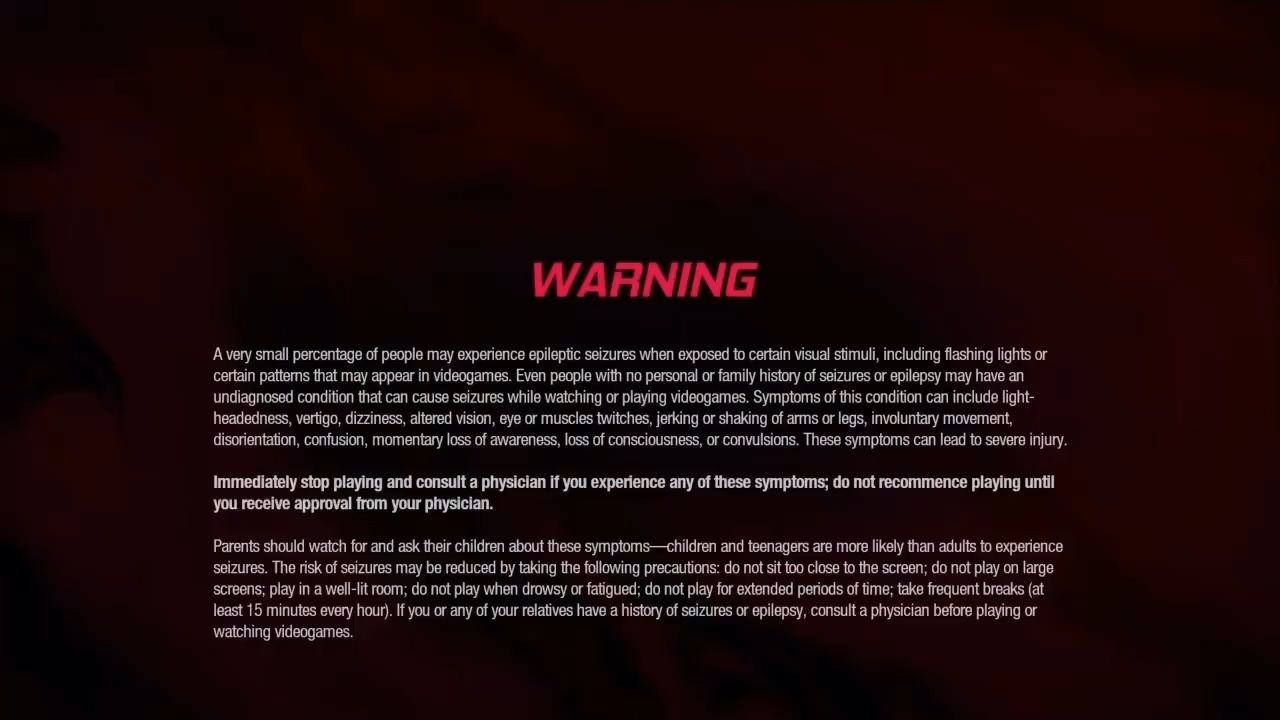 WARNING
A very small percentage of people may experience epileptic seizures when exposed to certain visual stimuli, including flashing lights or
certain patterns that may appear in videogames. Even people with no personal or family history of seizures or epilepsy may have an
undiagnosed condition that can cause seizures while watching or playing videogames. Symptoms of this condition can include light-
headedness, vertigo, dizziness, altered vision, eye or muscles twitches, jerking or shaking of arms or legs, involuntary movement,
disorientation, confusion, momentary loss of awareness, loss of consciousness, or convulsions. These symptoms can lead to severe injury.
Immediately stop playing and consult a physician if you experience any of these symptoms; do not recommence playing until
you receive approval from your physician.
Parents should watch for and ask their children about these symptoms—children and teenagers are more likely than adults to experience
seizures. The risk of seizures may be reduced by taking the following precautions: do not sit too close to the screen; do not play on large
screens; play in a well-lit room; do not play when drowsy or fatigued; do not play for extended periods of time; take frequent breaks (at
least 15 minutes every hour). If you or any of your relatives have a history of seizures or epilepsy, consult a physician before playing or
watching videogames.